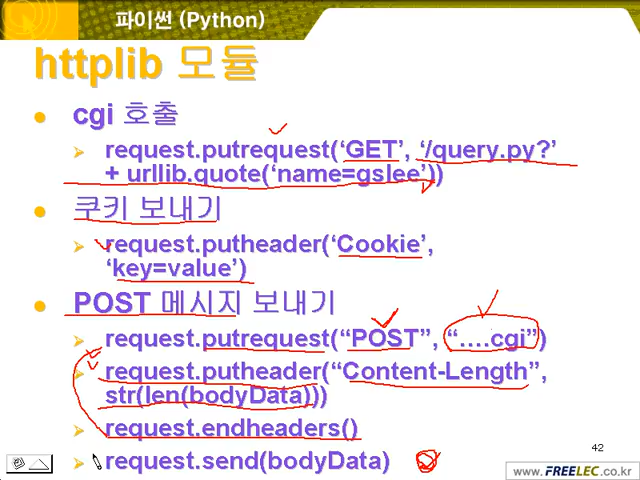 파이썬 (Python)
httplib 모듈
cgi 호출
request.putrequest(‘GET’, ‘/query.py?’
+ urllib.quote(‘name=gslee’))
쿠키 보내기
request.putheader(‘Cookie’,
‘key=value’)
POST 메시지 보내기
request.putrequest(“POST”, “….cgi”)
request.putheader(“Content-Length”,
str(len(bodyData)))
request.endheaders()
request.send(bodyData)
42
www.FREELEC.co.kr